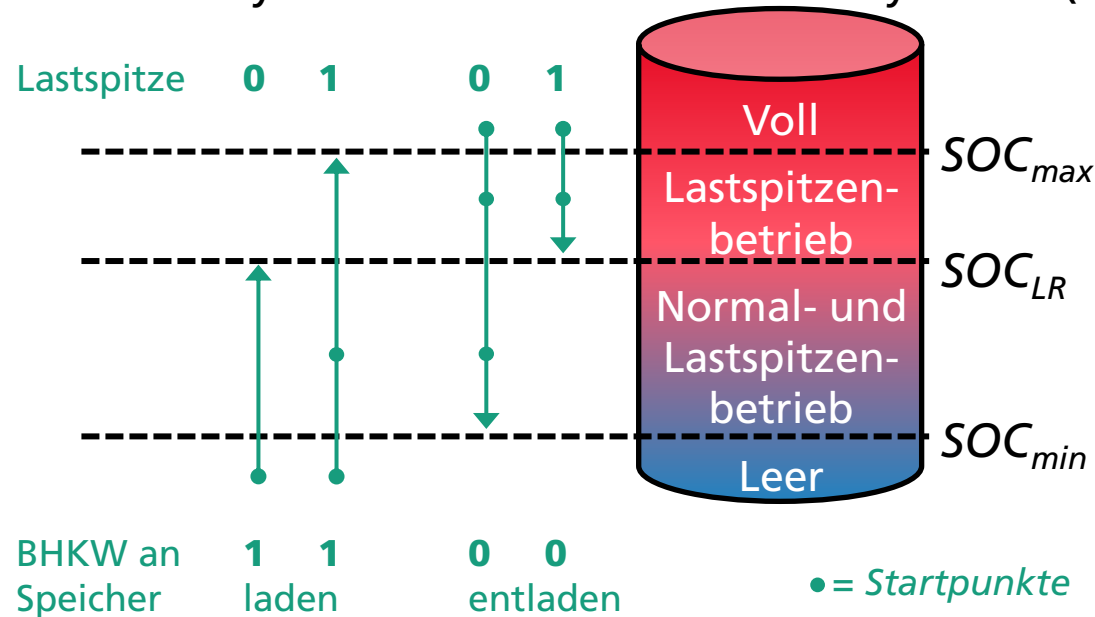 Lastspitze 0 1 0 1
Voll
SOCmax
Lastspitzen-
betrieb
SOCLR
Normal- und
Lastspitzen-
betrieb
SOCmin
Leer
BHKW an 1 1 0 0
Speicher laden entladen
= Startpunkte